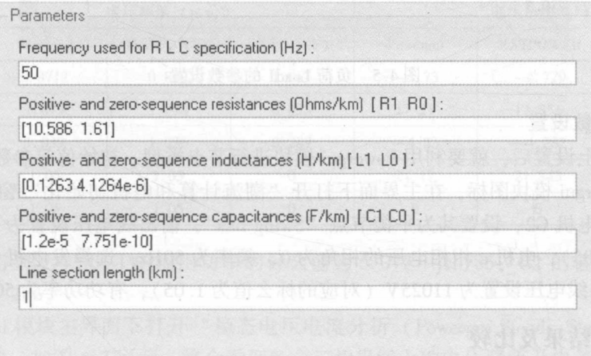 Parameters
Frequency used for R L C specification (Hz) :
50
Positive- and zero-sequence resistances (Ohms/km) [ R1 R0 ] :
[10.586 1.61]
Positive- and zero-sequence inductances (H/km) [ L1 L0 ] :
[0.1263 4.1264e-6]
Positive- and zero-sequence capacitances (F/km) [ C1 C0 ] :
[1.2e-5 7.751e-10]
Line section length (km) :
1